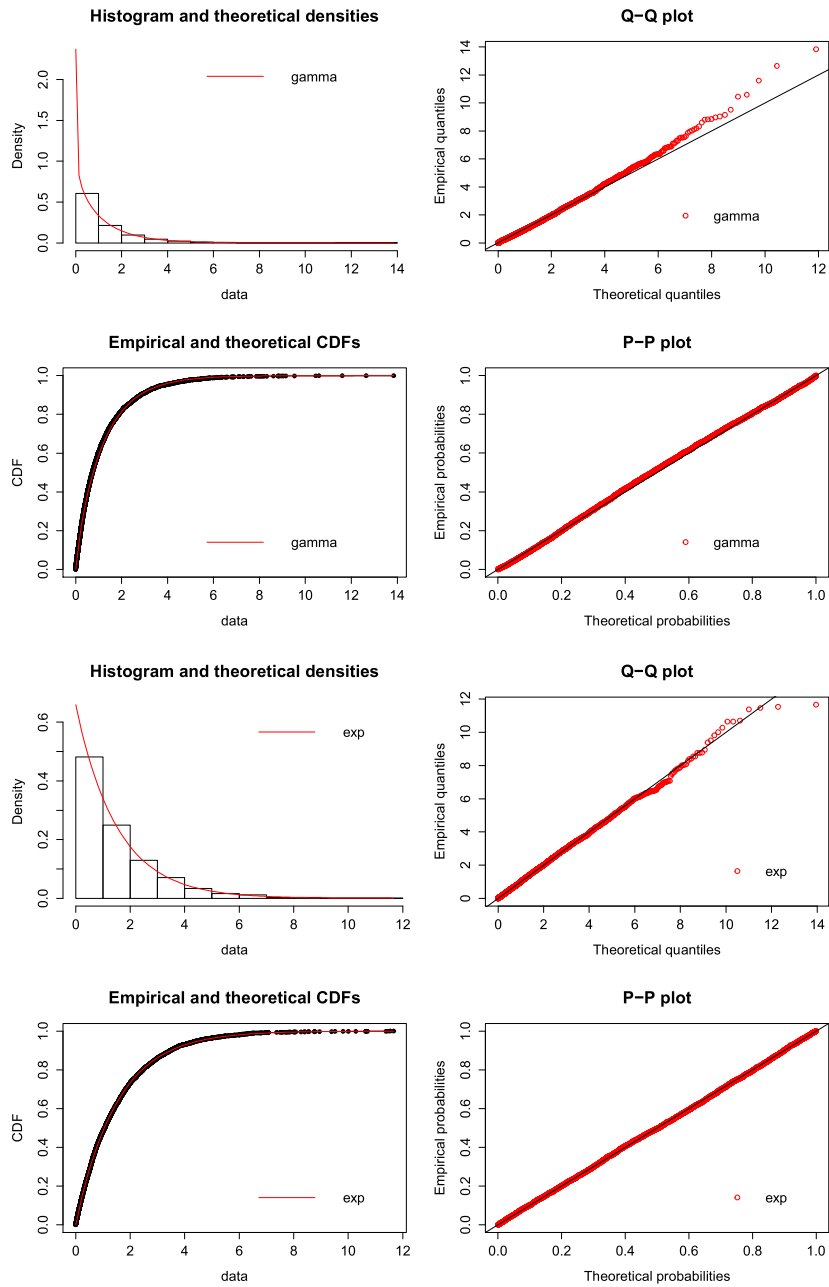 Histogram and theoretical densities
Density
0.0 0.5 1.0 1.5 2.0
gamma
0 2 4 6 8 10 12 14
data
Q−Q plot
Empirical quantiles
0 2 4 6 8 10 12 14
gamma
0 2 4 6 8 10 12
Theoretical quantiles
Empirical and theoretical CDFs
CDF
0.0 0.2 0.4 0.6 0.8 1.0
gamma
0 2 4 6 8 10 12 14
data
P−P plot
Empirical probabilities
0.0 0.2 0.4 0.6 0.8 1.0
gamma
0.0 0.2 0.4 0.6 0.8 1.0
Theoretical probabilities
Histogram and theoretical densities
Density
0.0 0.2 0.4 0.6
exp
0 2 4 6 8 10 12
data
Q−Q plot
Empirical quantiles
0 2 4 6 8 10 12
exp
0 2 4 6 8 10 12 14
Theoretical quantiles
Empirical and theoretical CDFs
CDF
0.0 0.2 0.4 0.6 0.8 1.0
exp
0 2 4 6 8 10 12
data
P−P plot
Empirical probabilities
0.0 0.2 0.4 0.6 0.8 1.0
exp
0.0 0.2 0.4 0.6 0.8 1.0
Theoretical probabilities